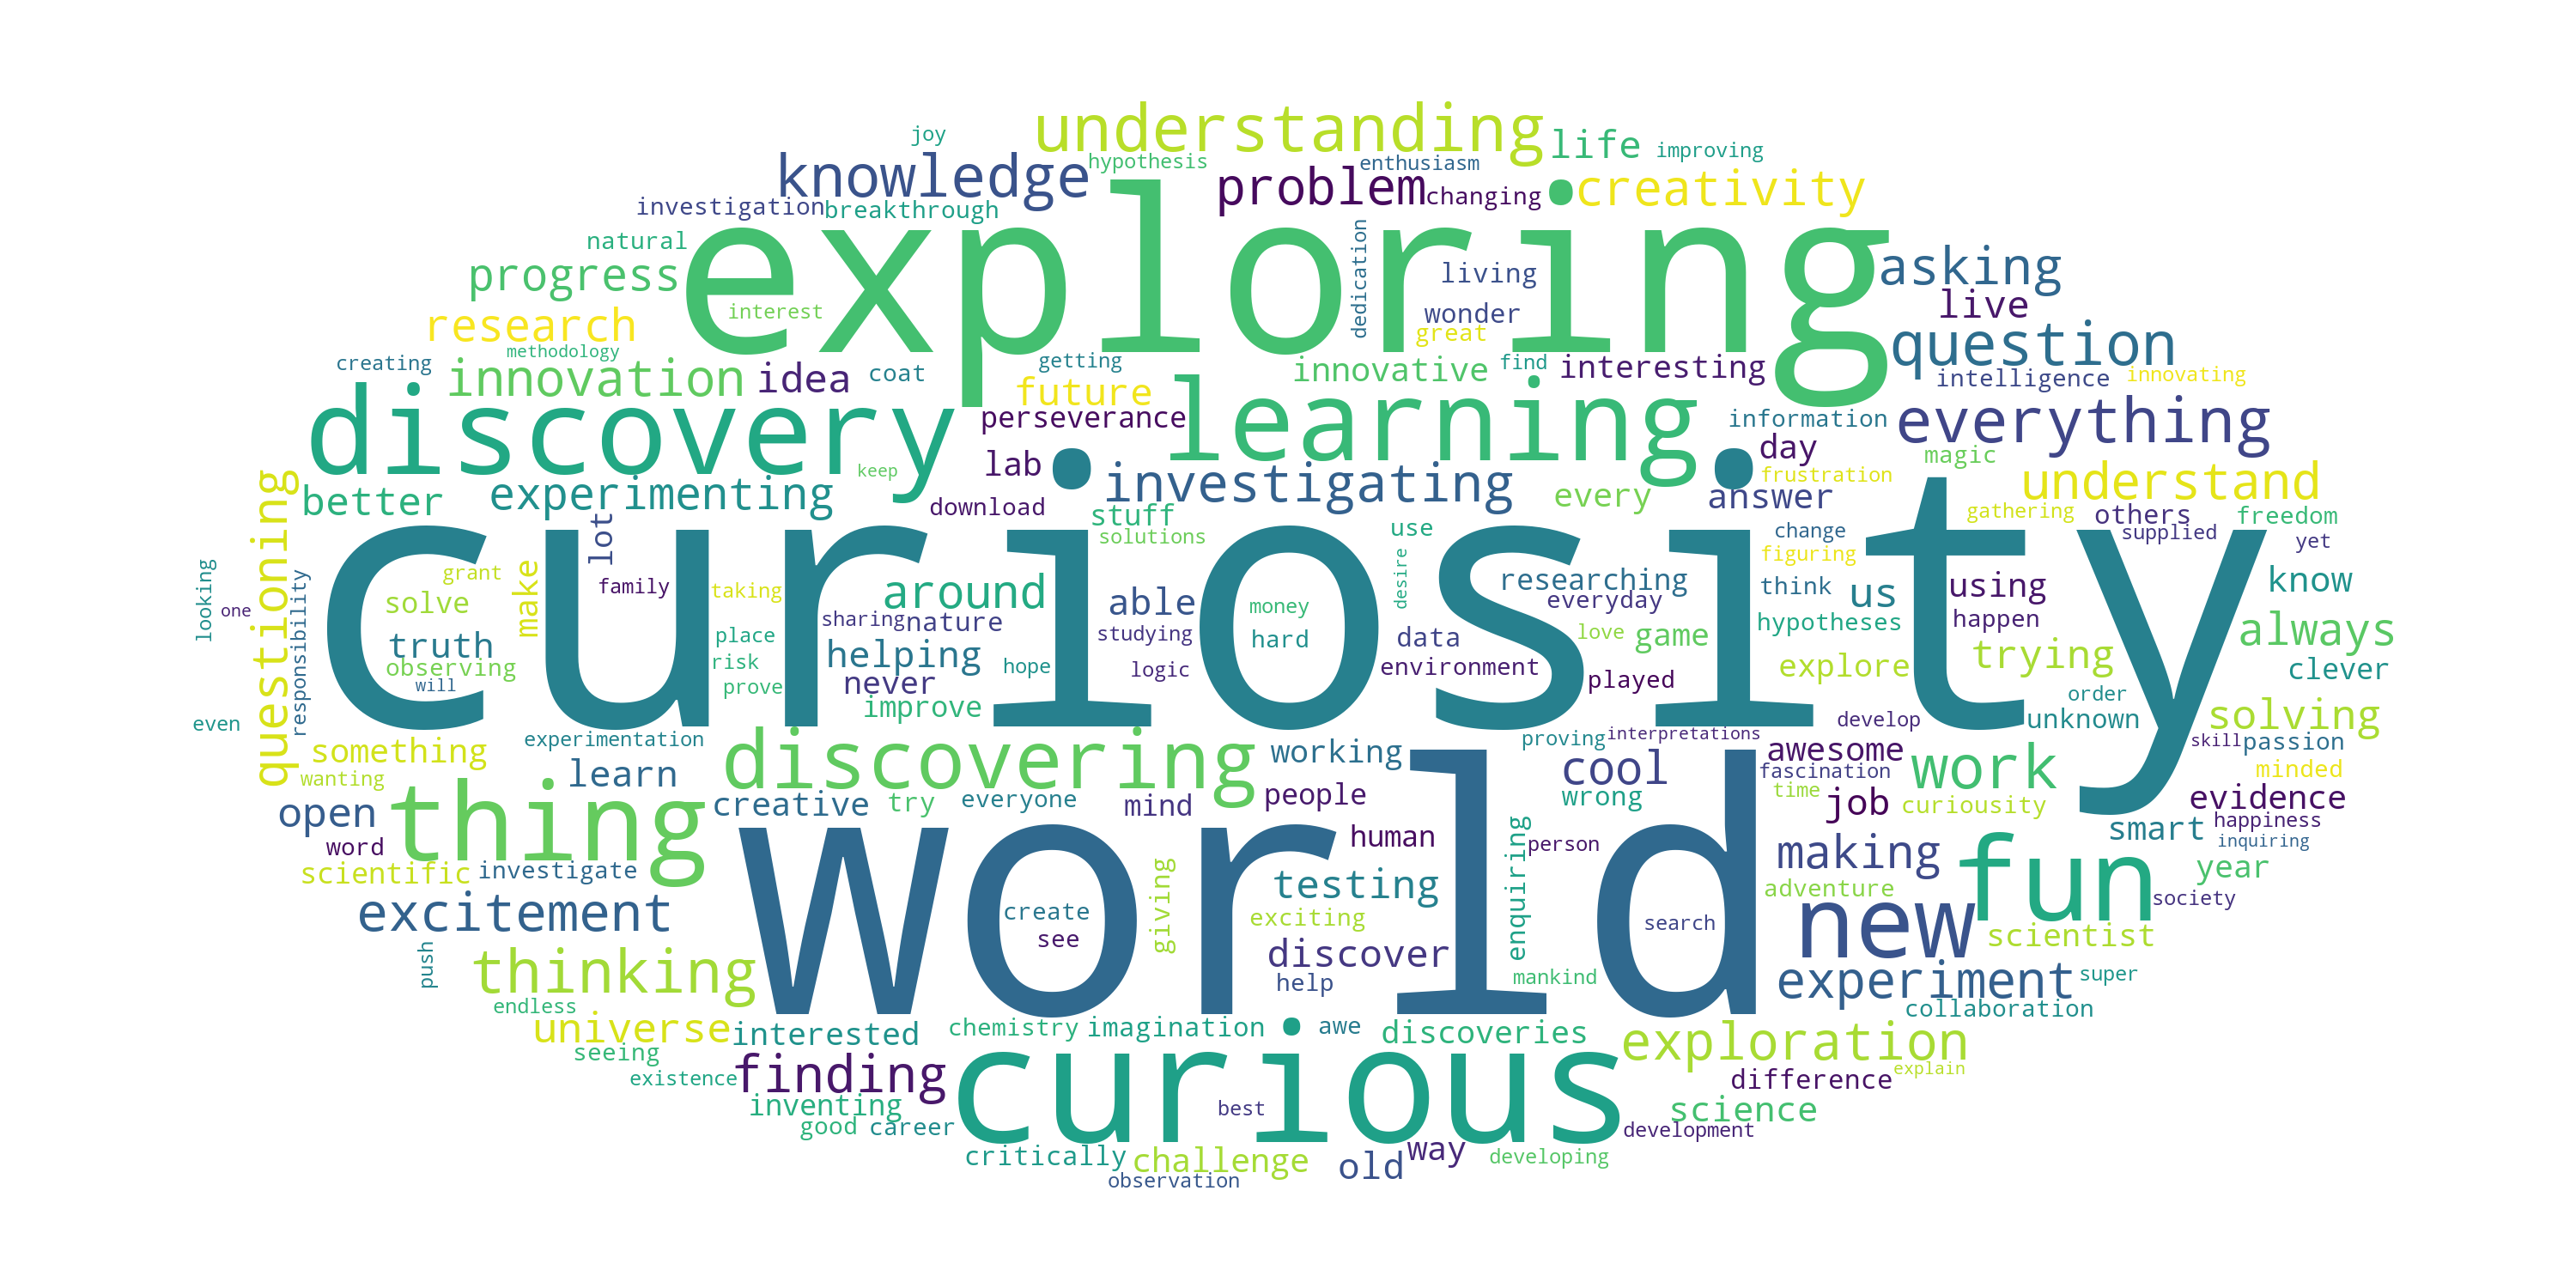 understanding
joy
life
improving
knowledge
hypothesis
enthusiasm
problem
changing
creativity
investigation
breakthrough
natural
exploring
dedication
asking
progress
living
live
interest
wonder
research
great
question
methodology
creating
getting
innovation
idea
coat
future
innovative
find
interesting
intelligence
innovating
discovery
perseverance
learning
information
everything
keep
lab
day
magic
frustration
better
experimenting
investigating
every
answer
understand
questioning
download
stuff
solutions
use
change
gathering
others
freedom
supplied
yet
lot
figuring
looking
one
responsibility
grant
solve
make
family
taking
around
able
money
desire
researching
everyday
think
us
using
know
curiosity
truth
observing
will
place
risk
prove
sharing
nature
helping
never
improve
hope
studying
logic
hard
data
environment
love
game
played
hypotheses
explore
happen
trying
always
clever
order
unknown
develop
even
something
wanting
experimentation
learn
discovering
working
proving
interpretations
cool
awesome
fascination
work
solving
skill
passion
minded
open
thing
creative
try
everyone
mind
people
wrong
time
job
curiousity
evidence
happiness
word
human
person
smart
inquiring
scientific
investigate
world
giving
testing
enquiring
making
adventure
fun
year
society
excitement
create
see
exciting
search
new
scientist
push
thinking
discover
help
mankind
experiment
super
endless
collaboration
universe
interested
chemistry
imagination
awe
discoveries
exploration
seeing
existence
finding
curious
difference
explain
inventing
good
career
best
science
development
critically
challenge
old
way
developing
observation